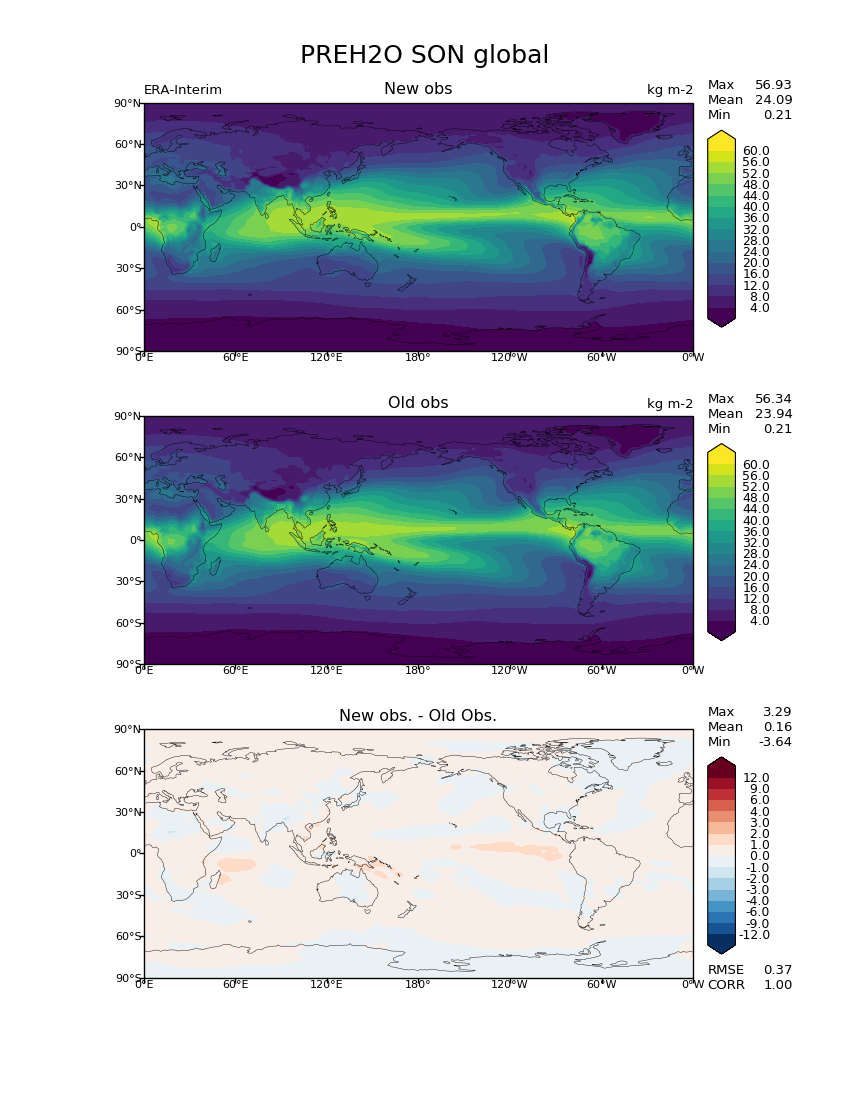 PREH2O SON global
ERA-Interim New obs kg m-2
Max 56.93
Mean 24.09
Min 0.21
90°N
60°N
30°N
0°
30°S
60°S
90°S
0°E 60°E 120°E 180° 120°W 60°W 0°W
60.0
56.0
52.0
48.0
44.0
40.0
36.0
32.0
28.0
24.0
20.0
16.0
12.0
8.0
4.0
Old obs kg m-2
Max 56.34
Mean 23.94
Min 0.21
90°N
60°N
30°N
0°
30°S
60°S
90°S
0°E 60°E 120°E 180° 120°W 60°W 0°W
60.0
56.0
52.0
48.0
44.0
40.0
36.0
32.0
28.0
24.0
20.0
16.0
12.0
8.0
4.0
New obs. - Old Obs.
Max 3.29
Mean 0.16
Min -3.64
90°N
60°N
30°N
0°
30°S
60°S
90°S
0°E 60°E 120°E 180° 120°W 60°W 0°W
12.0
9.0
6.0
4.0
3.0
2.0
1.0
0.0
-1.0
-2.0
-3.0
-4.0
-6.0
-9.0
-12.0
RMSE 0.37
CORR 1.00